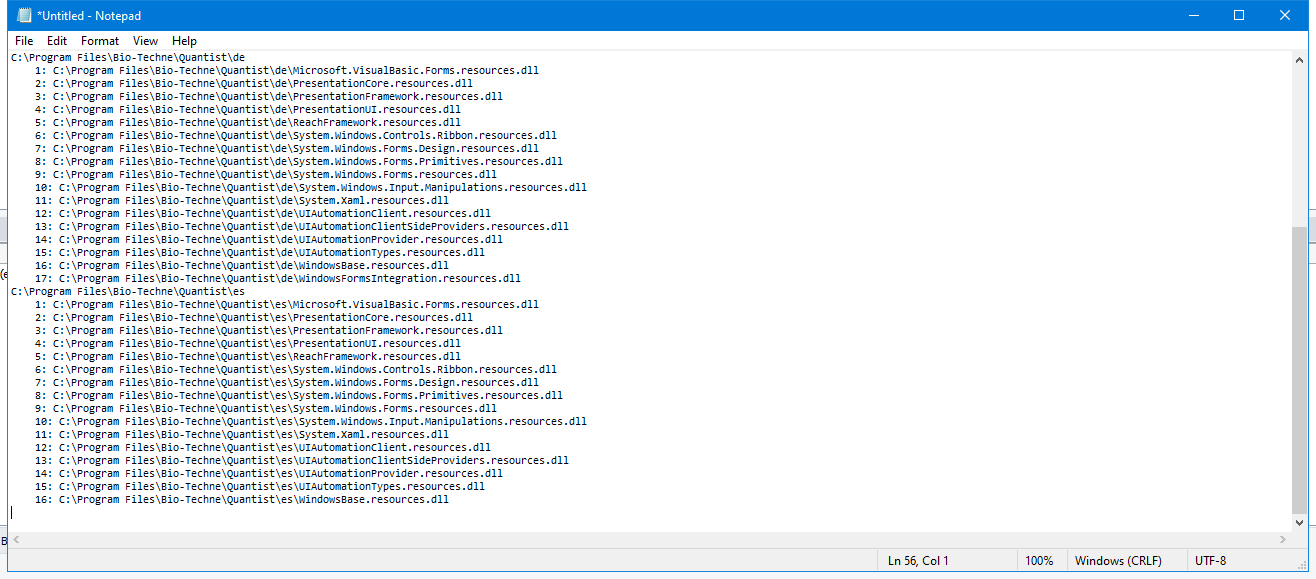 *Untitled - Notepad
File Edit Format View Help
C:\Program Files\Bio-Techne\Quantist\de
1: C:\Program Files\Bio-Techne\Quantist\de\Microsoft.VisualBasic.Forms.resources.dll
2: C:\Program Files\Bio-Techne\Quantist\de\PresentationCore.resources.dll
3: C:\Program Files\Bio-Techne\Quantist\de\PresentationFramework.resources.dll
4: C:\Program Files\Bio-Techne\Quantist\de\PresentationUI.resources.dll
5: C:\Program Files\Bio-Techne\Quantist\de\ReachFramework.resources.dll
6: C:\Program Files\Bio-Techne\Quantist\de\System.Windows.Controls.Ribbon.resources.dll
7: C:\Program Files\Bio-Techne\Quantist\de\System.Windows.Forms.Design.resources.dll
8: C:\Program Files\Bio-Techne\Quantist\de\System.Windows.Forms.Primitives.resources.dll
9: C:\Program Files\Bio-Techne\Quantist\de\System.Windows.Forms.resources.dll
10: C:\Program Files\Bio-Techne\Quantist\de\System.Windows.Input.Manipulations.resources.dll
11: C:\Program Files\Bio-Techne\Quantist\de\System.Xaml.resources.dll
12: C:\Program Files\Bio-Techne\Quantist\de\UIAutomationClient.resources.dll
13: C:\Program Files\Bio-Techne\Quantist\de\UIAutomationClientSideProviders.resources.dll
14: C:\Program Files\Bio-Techne\Quantist\de\UIAutomationProvider.resources.dll
15: C:\Program Files\Bio-Techne\Quantist\de\UIAutomationTypes.resources.dll
16: C:\Program Files\Bio-Techne\Quantist\de\WindowsBase.resources.dll
17: C:\Program Files\Bio-Techne\Quantist\de\WindowsFormsIntegration.resources.dll
C:\Program Files\Bio-Techne\Quantist\es
1: C:\Program Files\Bio-Techne\Quantist\es\Microsoft.VisualBasic.Forms.resources.dll
2: C:\Program Files\Bio-Techne\Quantist\es\PresentationCore.resources.dll
3: C:\Program Files\Bio-Techne\Quantist\es\PresentationFramework.resources.dll
4: C:\Program Files\Bio-Techne\Quantist\es\PresentationUI.resources.dll
5: C:\Program Files\Bio-Techne\Quantist\es\ReachFramework.resources.dll
6: C:\Program Files\Bio-Techne\Quantist\es\System.Windows.Controls.Ribbon.resources.dll
7: C:\Program Files\Bio-Techne\Quantist\es\System.Windows.Forms.Design.resources.dll
8: C:\Program Files\Bio-Techne\Quantist\es\System.Windows.Forms.Primitives.resources.dll
9: C:\Program Files\Bio-Techne\Quantist\es\System.Windows.Forms.resources.dll
10: C:\Program Files\Bio-Techne\Quantist\es\System.Windows.Input.Manipulations.resources.dll
11: C:\Program Files\Bio-Techne\Quantist\es\System.Xaml.resources.dll
12: C:\Program Files\Bio-Techne\Quantist\es\UIAutomationClient.resources.dll
13: C:\Program Files\Bio-Techne\Quantist\es\UIAutomationClientSideProviders.resources.dll
14: C:\Program Files\Bio-Techne\Quantist\es\UIAutomationProvider.resources.dll
15: C:\Program Files\Bio-Techne\Quantist\es\UIAutomationTypes.resources.dll
16: C:\Program Files\Bio-Techne\Quantist\es\WindowsBase.resources.dll
Ln 56, Col 1 100% Windows (CRLF) UTF-8